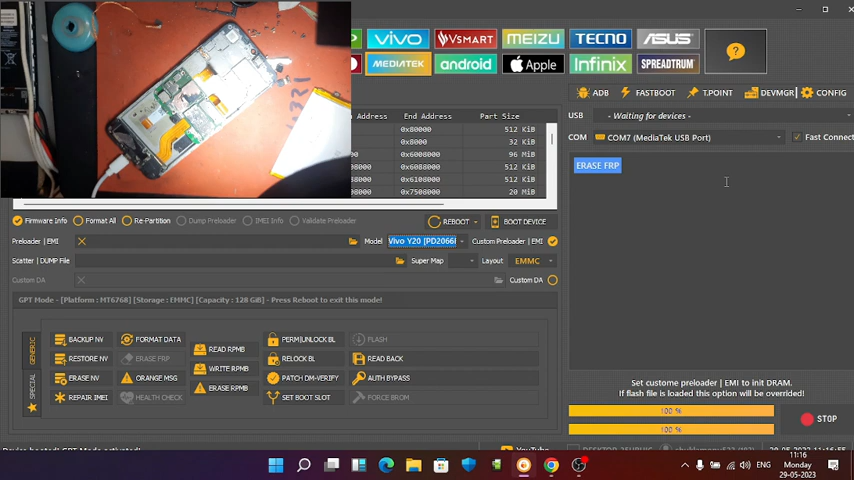 vivo VSMART MEIZU TECNO ASUS
MEDIATEK android Apple Infinix SPREADTRUM
?
ADB FASTBOOT T.POINT DEVMGR CONFIG
USB - Waiting for devices -
COM COM7 (MediaTek USB Port) Fast Connect
ERASE FRP
Address End Address Part Size
0x80000 512 KiB
0x8000 32 KiB
0x6008000 96 MiB
0x6088000 512 KiB
0x6108000 512 KiB
0x7508000 20 MiB
Firmware Info Format All Re-Partition Dump Preloader IMEI Info Validate Preloader
REBOOT BOOT DEVICE
Preloader | EMI Model Vivo Y20 [PD2066 Custom Preloader | EMI
Scatter | DUMP File Super Map Layout EMMC
Custom DA Custom DA
GPT Mode - [Platform : MT6768] [Storage : EMMC] [Capacity : 128 GiB] - Press Reboot to exit this mode!
GENERIC
SPECIAL
BACKUP NV FORMAT DATA READ RPMB PERM|UNLOCK BL FLASH
RESTORE NV ERASE FRP WRITE RPMB RELOCK BL READ BACK
ERASE NV ORANGE MSG ERASE RPMB PATCH DM-VERIFY AUTH BYPASS
REPAIR IMEI HEALTH CHECK SET BOOT SLOT FORCE BROM
Set custome preloader | EMI to init DRAM.
If flash file is loaded this option will be overrided!
100 %
100 %
STOP
YouTube
ENG
11:16
Monday
29-05-2023